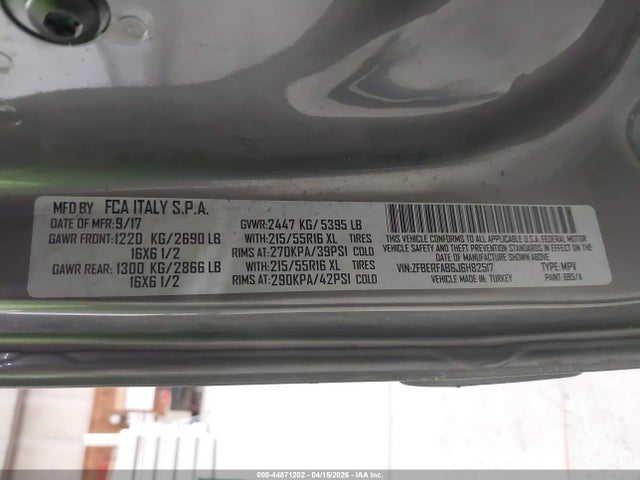 MFD BY FCA ITALY S.P.A.
DATE OF MFR:9/17 GVWR:2447 KG/ 5395 LB
GAWR FRONT:1220 KG/2690 LB WITH:215/55R16 XL TIRES
16X6 1/2 RIMS AT:270KPA/39PSI COLD
GAWR REAR: 1300 KG/2866 LB WITH:215/55R16 XL TIRES
16X6 1/2 RIMS AT:290KPA/42PSI COLD
THIS VEHICLE CONFORMS TO ALL APPLICABLE U.S.A. FEDERAL MOTOR
VEHICLE SAFETY AND THEFT PREVENTION STANDARDS IN EFFECT ON THE
DATE OF MANUFACTURE SHOWN ABOVE
VIN:ZFBERFAB6J6H82517 TYPE:MPV
VEHICLE MADE IN: TURKEY PAINT: 695/A
000-44871202 - 04/15/2026 - IAA Inc.